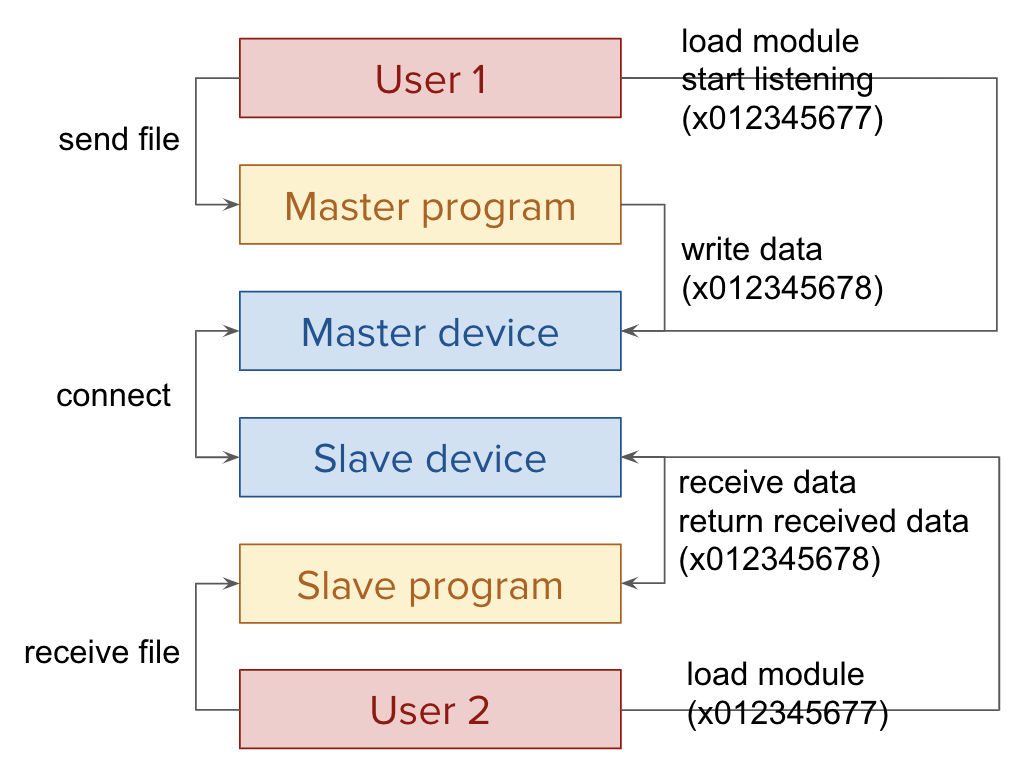 load module
User 1
start listening
(x012345677)
send file
Master program
write data
(x012345678)
Master device
connect
Slave device
receive data
return received data
(x012345678)
Slave program
receive file
load module
User 2
(x012345677)